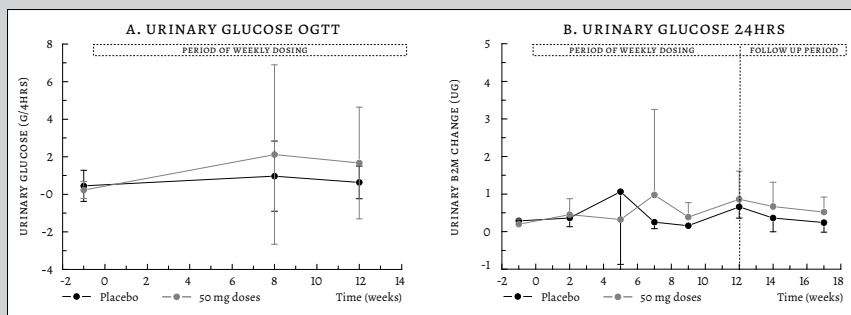 A. URINARY GLUCOSE OGTT
PERIOD OF WEEKLY DOSING
URINARY GLUCOSE (G/4HRS)
8
6
4
2
-0
-2
-4
-2 0 2 4 6 8 10 12 14
Placebo 50 mg doses Time (weeks)
B. URINARY GLUCOSE 24HRS
PERIOD OF WEEKLY DOSING FOLLOW UP PERIOD
URINARY B2M CHANGE (UG)
5
4
3
2
1
0
-1
-2 0 2 4 6 8 10 12 14 16 18
Placebo 50 mg doses Time (weeks)